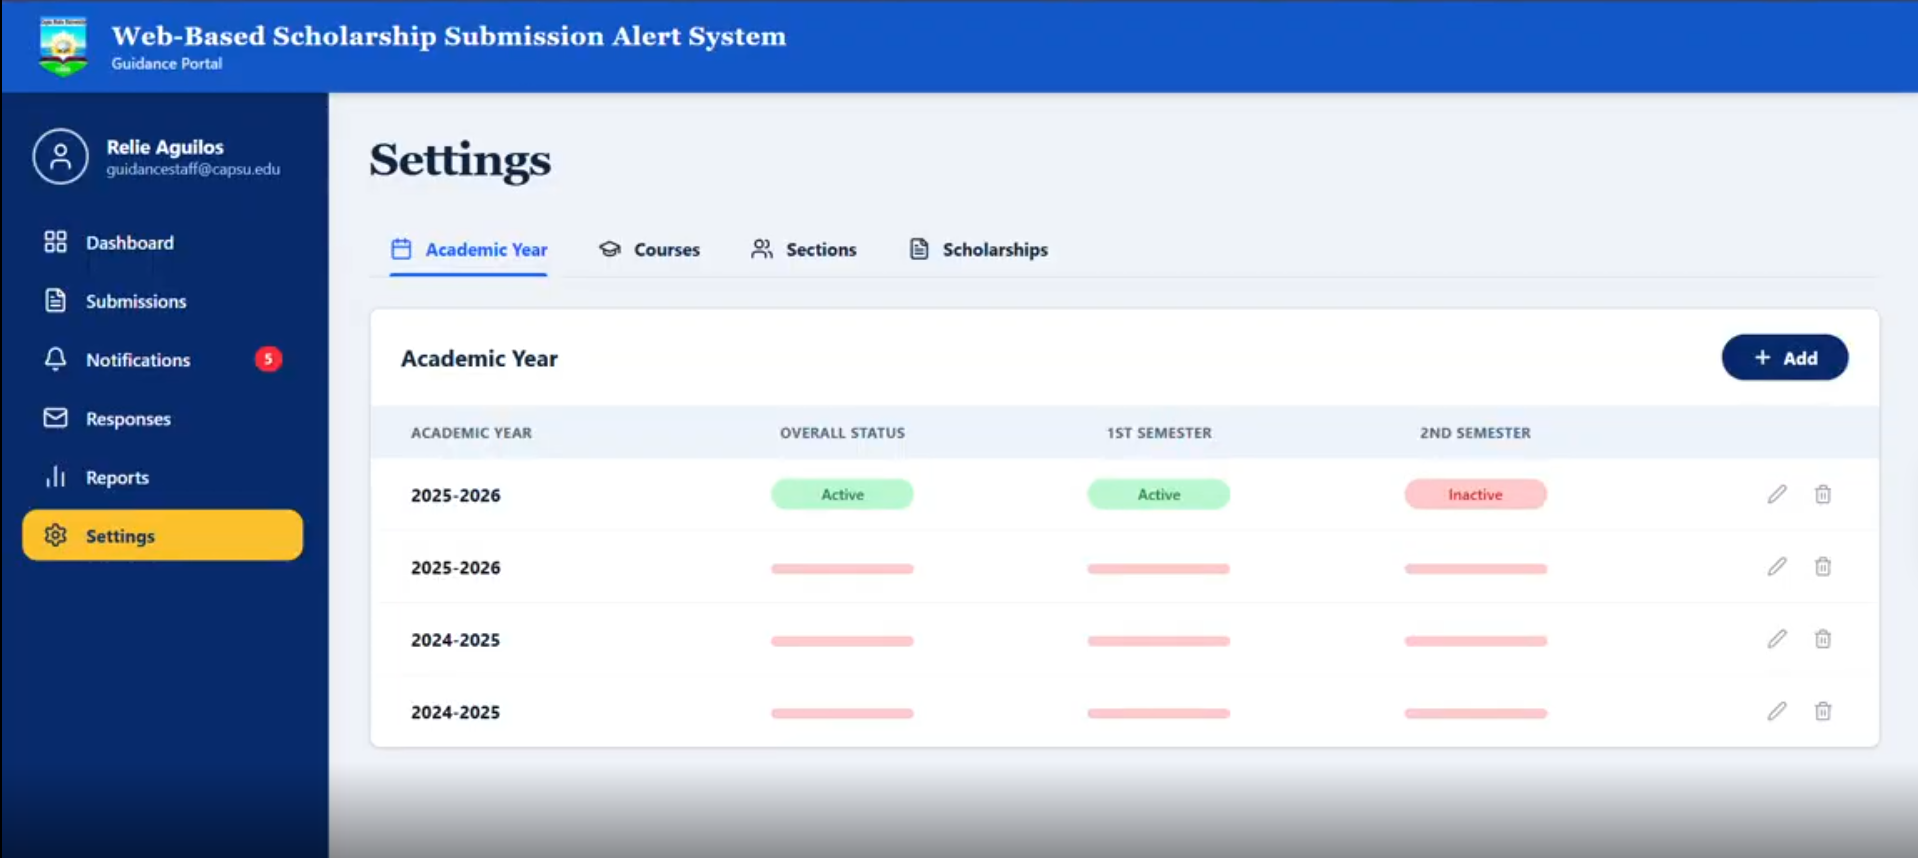 Web-Based Scholarship Submission Alert System
Guidance Portal
Relie Aguilos
guidancestaff@capsu.edu
Dashboard
Submissions
Notifications 5
Responses
Reports
Settings
Settings
Academic Year Courses Sections Scholarships
Academic Year
+ Add
ACADEMIC YEAR OVERALL STATUS 1ST SEMESTER 2ND SEMESTER
2025-2026 Active Active Inactive
2025-2026
2024-2025
2024-2025